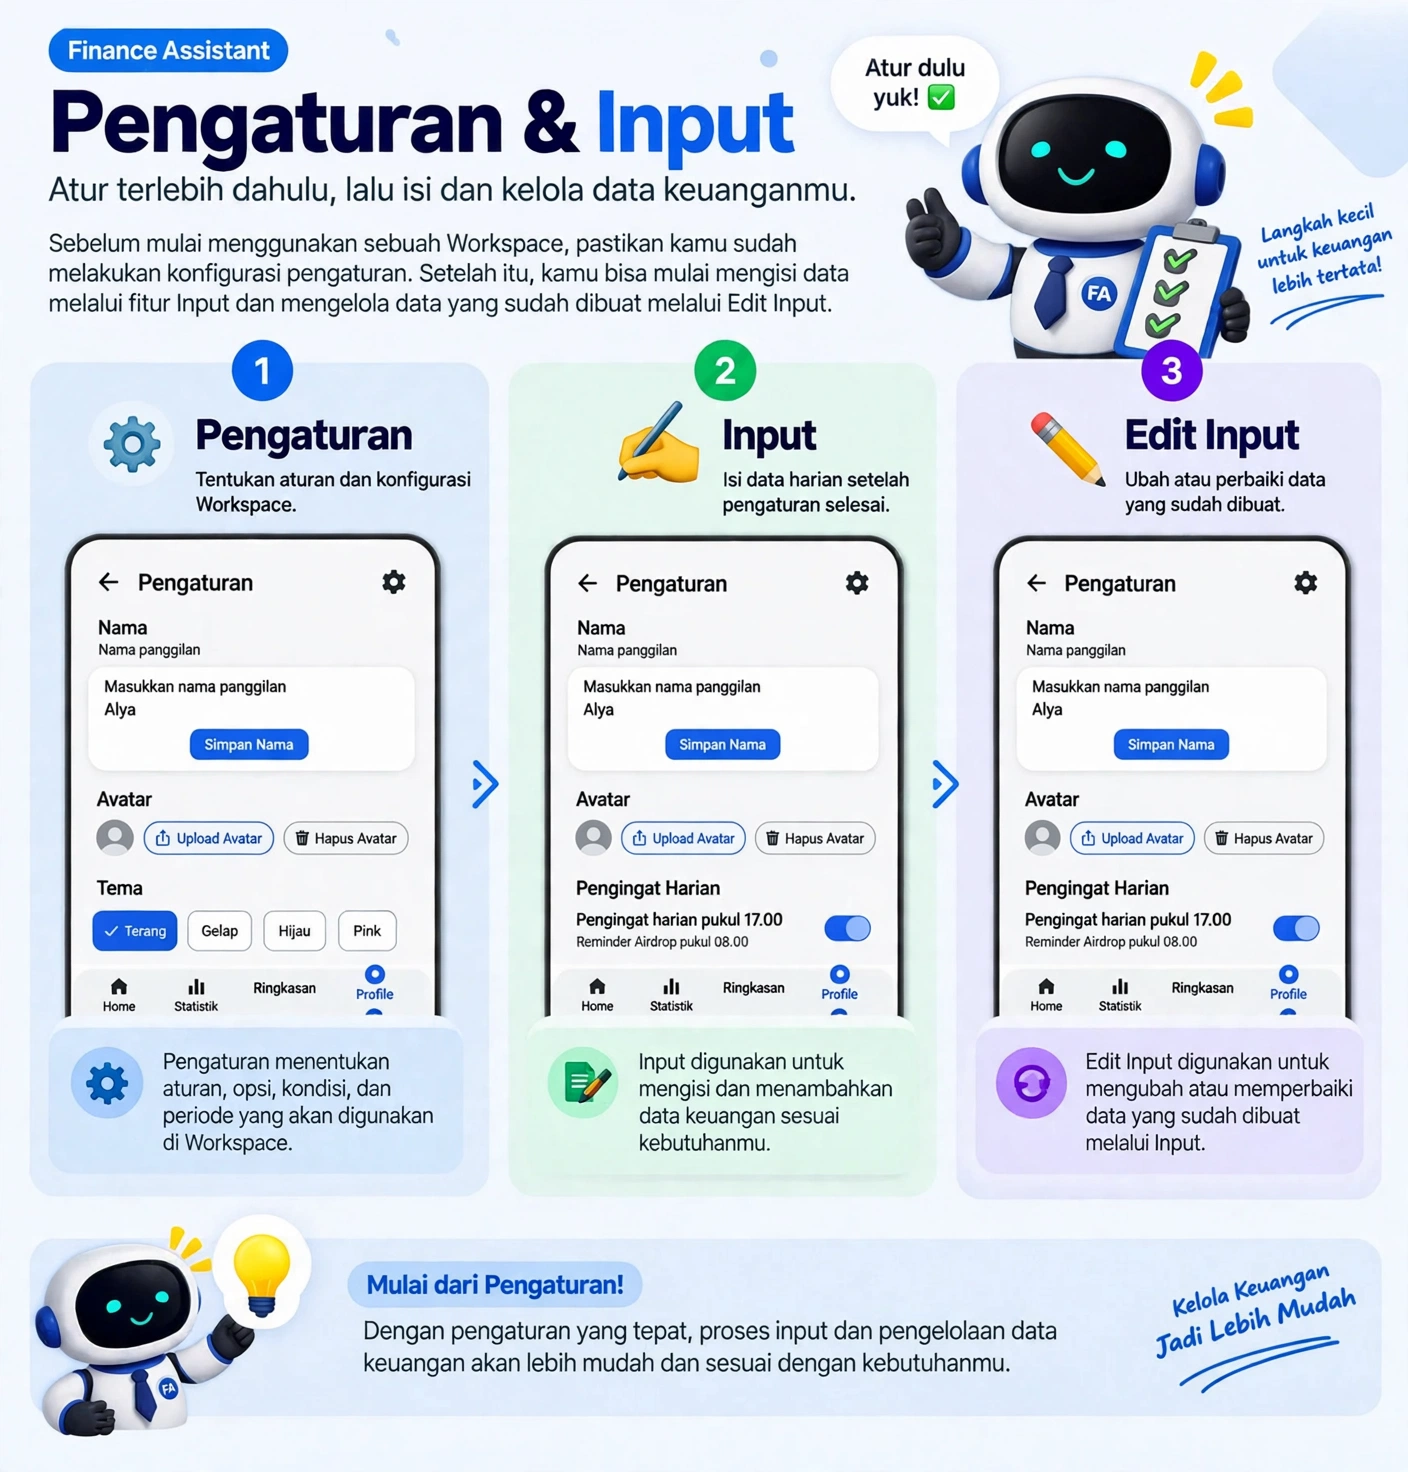 Finance Assistant
Pengaturan & Input
Atur terlebih dahulu, lalu isi dan kelola data keuanganmu.
Sebelum mulai menggunakan sebuah Workspace, pastikan kamu sudah
melakukan konfigurasi pengaturan. Setelah itu, kamu bisa mulai mengisi data
melalui fitur Input dan mengelola data yang sudah dibuat melalui Edit Input.
Atur dulu
yuk! ✅
FA
Langkah kecil
untuk keuangan
lebih tertata!
1
Pengaturan
Tentukan aturan dan konfigurasi
Workspace.
Pengaturan
Nama
Nama panggilan
Masukkan nama panggilan
Alya
Simpan Nama
Avatar
Upload Avatar
Hapus Avatar
Tema
Terang
Gelap
Hijau
Pink
Home
Statistik
Ringkasan
Profile
Pengaturan menentukan
aturan, opsi, kondisi, dan
periode yang akan digunakan
di Workspace.
2
Input
Isi data harian setelah
pengaturan selesai.
Pengaturan
Nama
Nama panggilan
Masukkan nama panggilan
Alya
Simpan Nama
Avatar
Upload Avatar
Hapus Avatar
Pengingat Harian
Pengingat harian pukul 17.00
Reminder Airdrop pukul 08.00
Home
Statistik
Ringkasan
Profile
Input digunakan untuk
mengisi dan menambahkan
data keuangan sesuai
kebutuhanmu.
3
Edit Input
Ubah atau perbaiki data
yang sudah dibuat.
Pengaturan
Nama
Nama panggilan
Masukkan nama panggilan
Alya
Simpan Nama
Avatar
Upload Avatar
Hapus Avatar
Pengingat Harian
Pengingat harian pukul 17.00
Reminder Airdrop pukul 08.00
Home
Statistik
Ringkasan
Profile
Edit Input digunakan untuk
mengubah atau memperbaiki
data yang sudah dibuat
melalui Input.
FA
Mulai dari Pengaturan!
Dengan pengaturan yang tepat, proses input dan pengelolaan data
keuangan akan lebih mudah dan sesuai dengan kebutuhanmu.
Kelola Keuangan
Jadi Lebih Mudah